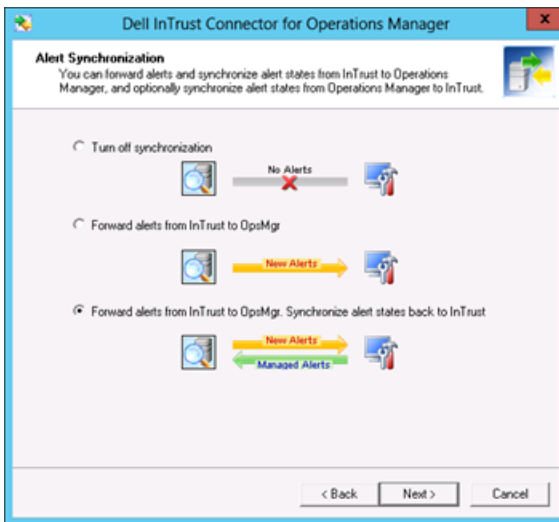 Dell InTrust Connector for Operations Manager
x
Alert Synchronization
You can forward alerts and synchronize alert states from InTrust to Operations
Manager, and optionally synchronize alert states from Operations Manager to InTrust.
Turn off synchronization
No Alerts
Forward alerts from InTrust to OpsMgr
New Alerts
Forward alerts from InTrust to OpsMgr. Synchronize alert states back to InTrust
New Alerts
Managed Alerts
< Back
Next >
Cancel